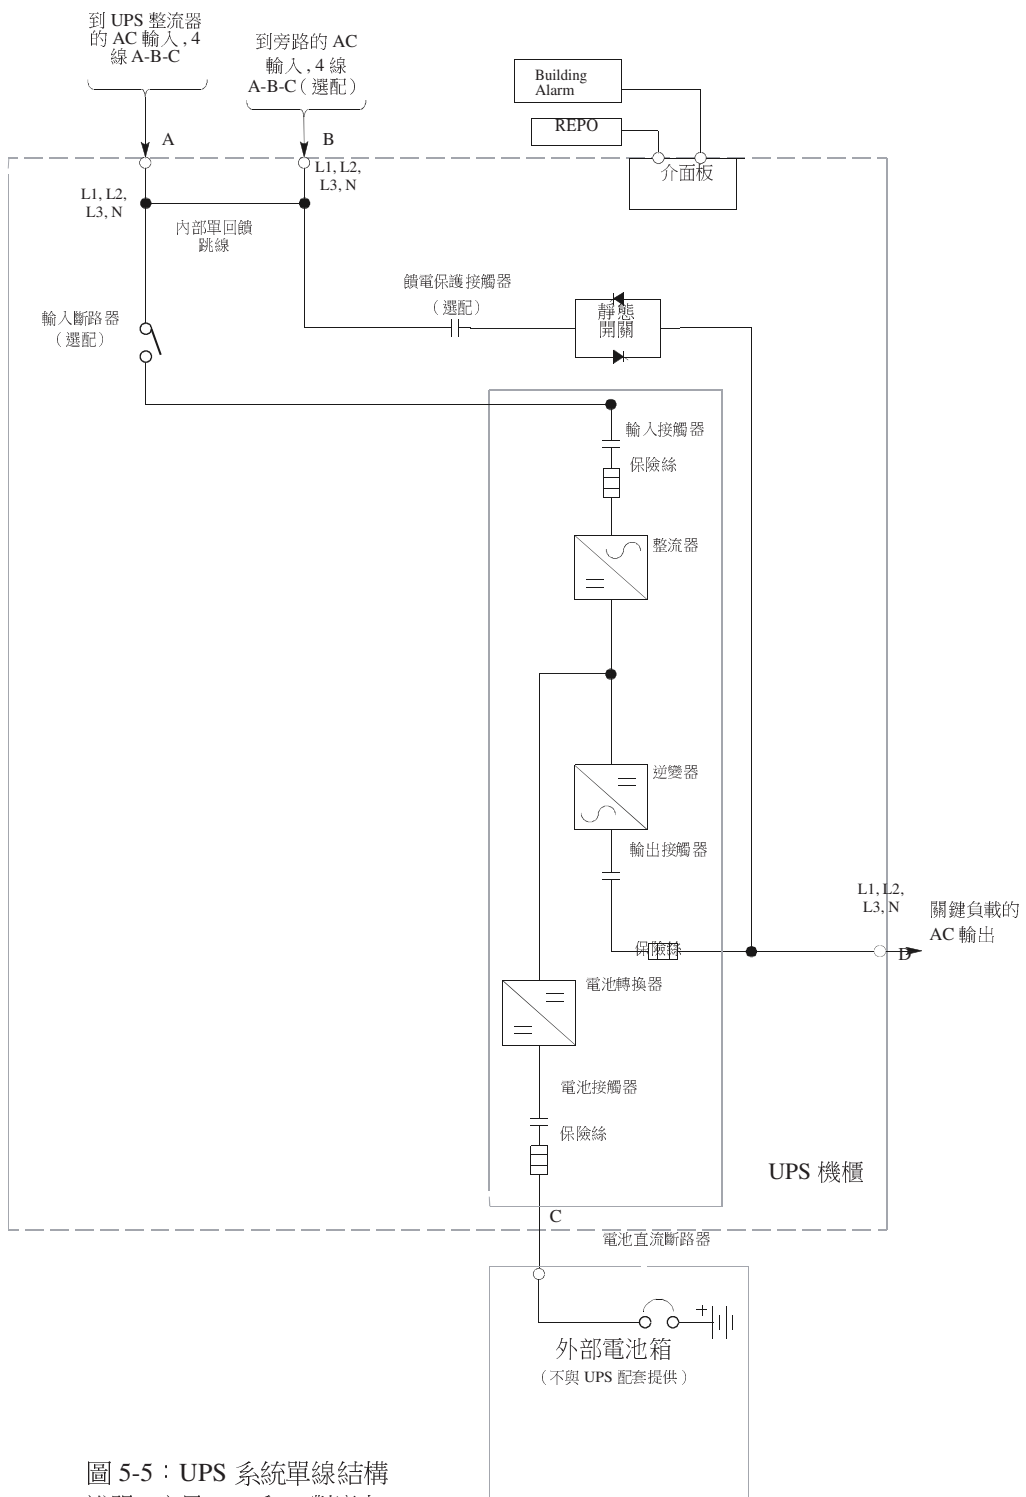 到 UPS 整流器
的 AC 輸入 , 4
線 A-B-C
到旁路的 AC
輸入 , 4 線
A-B-C（選配）
Building
Alarm
REPO
A
B
L1, L2,
L3, N
L1, L2,
L3, N
介面板
內部單回饋
跳線
饋電保護接觸器
（選配）
靜態
開關
輸入斷路器
（選配）
輸入接觸器
保險絲
整流器
逆變器
輸出接觸器
L1, L2,
L3, N
關鍵負載的
AC 輸出
保險絲
D
電池轉換器
電池接觸器
保險絲
UPS 機櫃
C
電池直流斷路器
+
外部電池箱
（不與 UPS 配套提供）
圖 5-5：UPS 系統單線結構